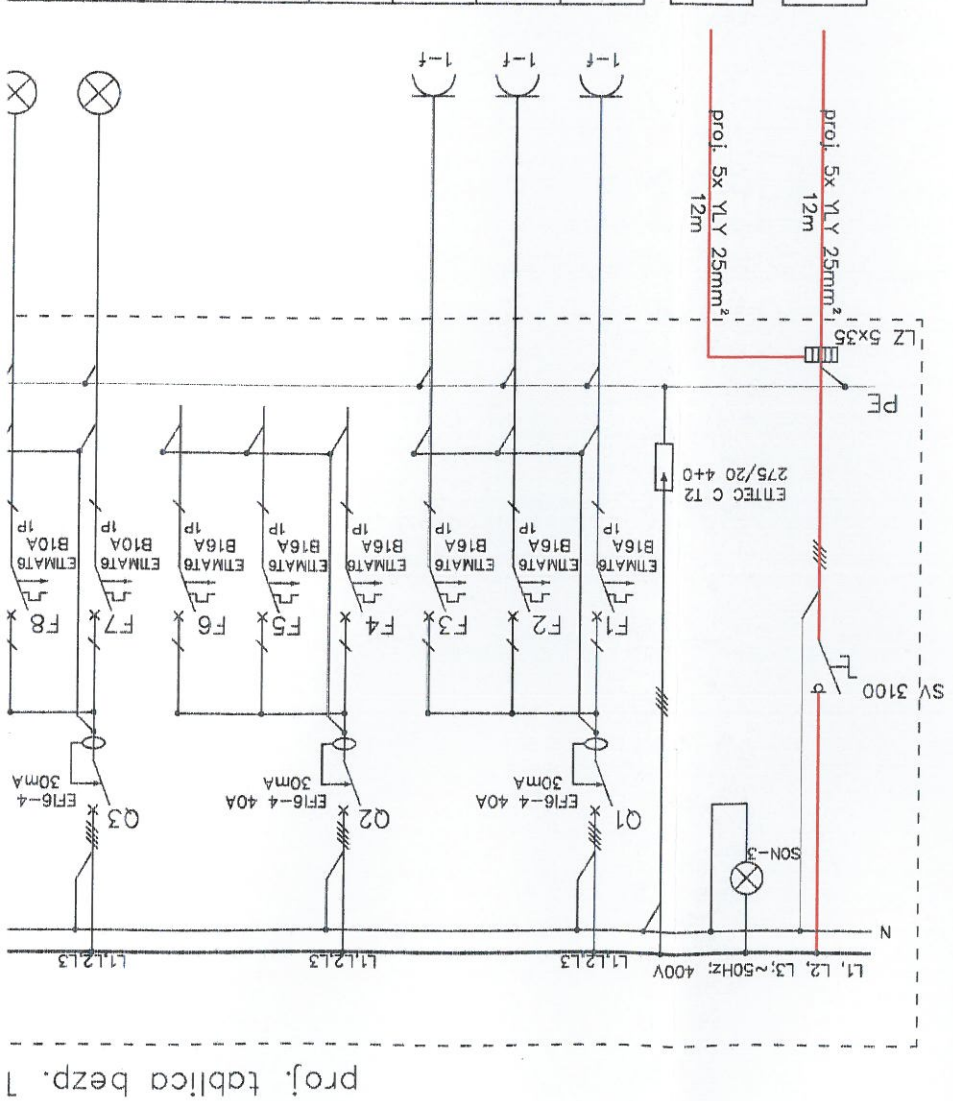 proj. tablica bezp. T
L1, L2, L3;~50Hz; 400V
N
L1,L2,L3
L1,L2,L3
L1,L2,L3
SON-3
SV 3100
Q1
EFI6-4 40A
30mA
Q2
EFI6-4 40A
30mA
Q3
EFI6-4
30mA
F1
ETIMAT6
B16A
1P
F2
ETIMAT6
B16A
1P
F3
ETIMAT6
B16A
1P
F4
ETIMAT6
B16A
1P
F5
ETIMAT6
B16A
1P
F6
ETIMAT6
B16A
1P
F7
ETIMAT6
B10A
1P
F8
ETIMAT6
B10A
1P
ETITEC C T2
275/20 4+0
PE
LZ 5x35
proj. 5x YLY 25mm²
12m
proj. 5x YLY 25mm²
12m
1-f
1-f
1-f